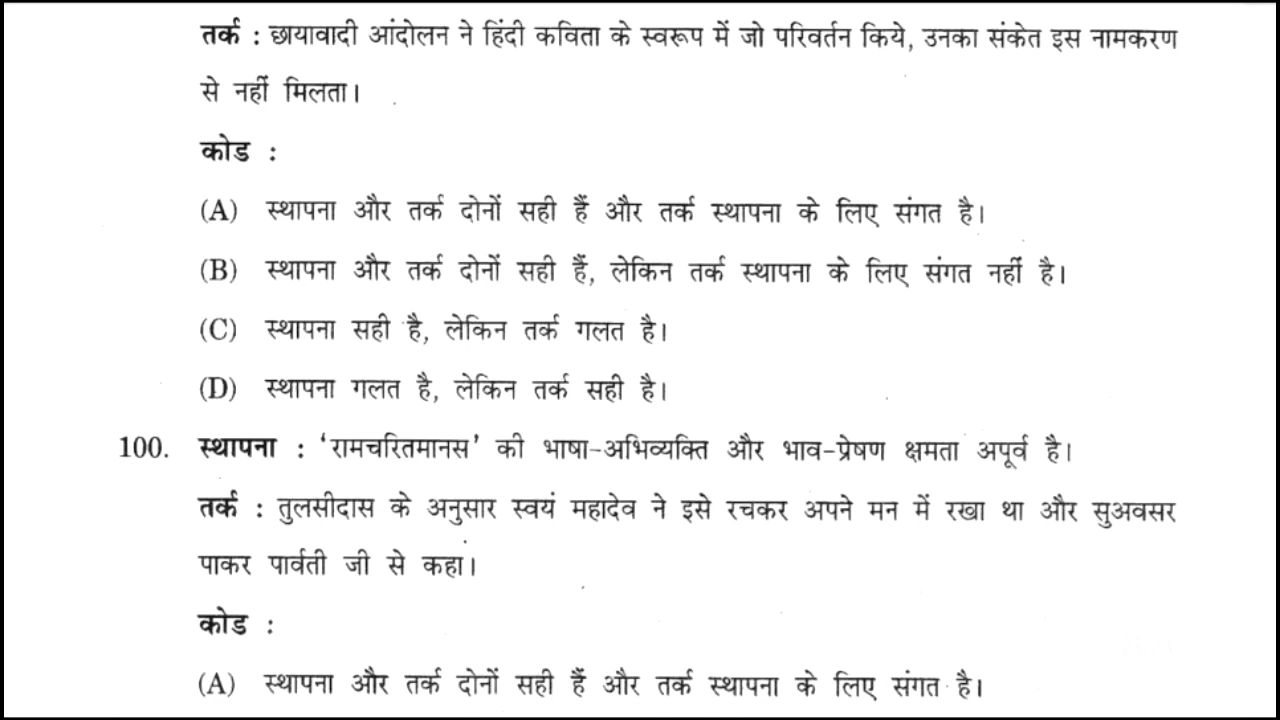 तर्क : छायावादी आंदोलन ने हिंदी कविता के स्वरूप में जो परिवर्तन किये, उनका संकेत इस नामकरण
से नहीं मिलता।
कोड :
(A) स्थापना और तर्क दोनों सही हैं और तर्क स्थापना के लिए संगत है।
(B) स्थापना और तर्क दोनों सही हैं, लेकिन तर्क स्थापना के लिए संगत नहीं है।
(C) स्थापना सही है, लेकिन तर्क गलत है।
(D) स्थापना गलत है, लेकिन तर्क सही है।
100. स्थापना : ‘रामचरितमानस’ की भाषा-अभिव्यक्ति और भाव-प्रेषण क्षमता अपूर्व है।
तर्क : तुलसीदास के अनुसार स्वयं महादेव ने इसे रचकर अपने मन में रखा था और सुअवसर
पाकर पार्वती जी से कहा।
कोड :
(A) स्थापना और तर्क दोनों सही हैं और तर्क स्थापना के लिए संगत है।